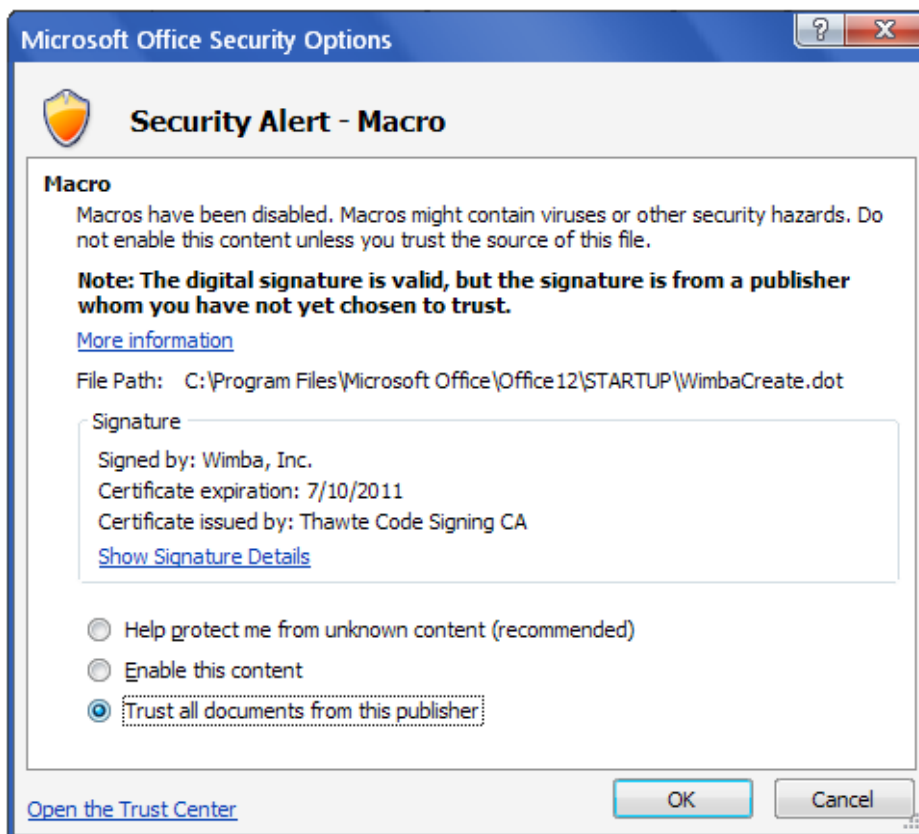 Microsoft Office Security Options
Security Alert - Macro
Macro
Macros have been disabled. Macros might contain viruses or other security hazards. Do
not enable this content unless you trust the source of this file.
Note: The digital signature is valid, but the signature is from a publisher
whom you have not yet chosen to trust.
More information
File Path: C:\Program Files\Microsoft Office\Office12\STARTUP\WimbaCreate.dot
Signature
Signed by: Wimba, Inc.
Certificate expiration: 7/10/2011
Certificate issued by: Thawte Code Signing CA
Show Signature Details
Help protect me from unknown content (recommended)
Enable this content
Trust all documents from this publisher
Open the Trust Center
OK
Cancel